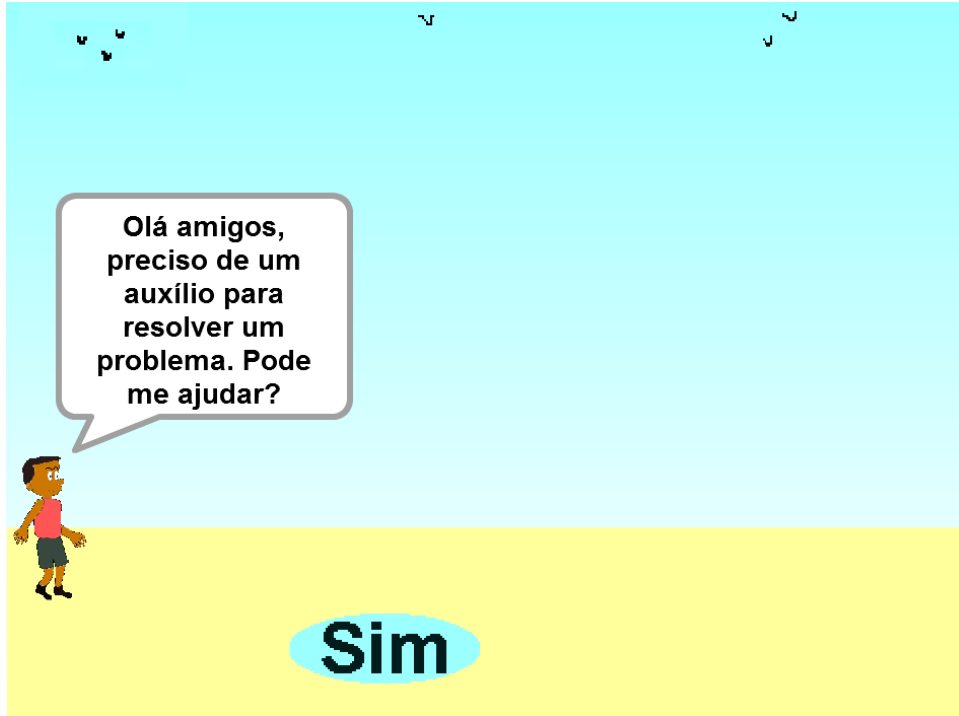 Olá amigos,
preciso de um
auxílio para
resolver um
problema. Pode
me ajudar?
Sim